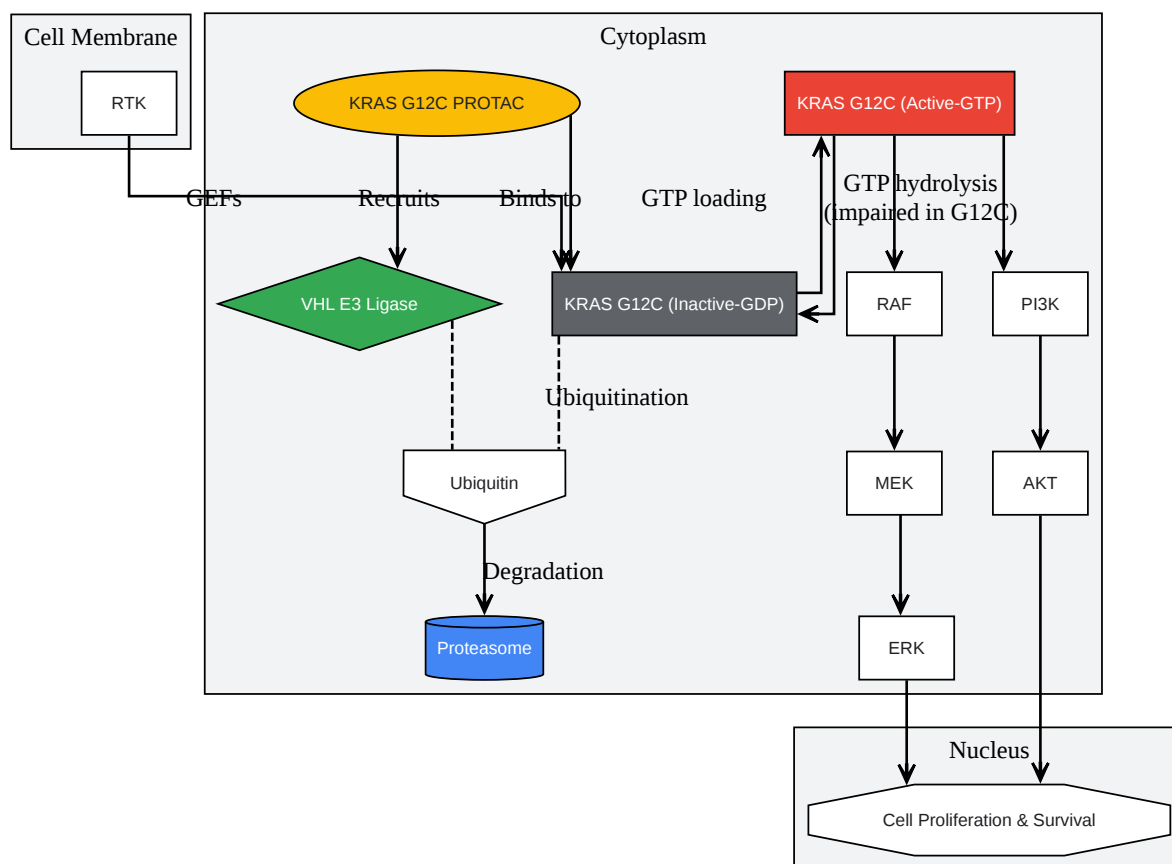 Cell Membrane
Cytoplasm
RTK
KRAS G12C PROTAC
KRAS G12C (Active-GTP)
GEFs
Recruits
Binds to
GTP loading
GTP hydrolysis
(impaired in G12C)
VHL E3 Ligase
KRAS G12C (Inactive-GDP)
RAF
PI3K
Ubiquitination
Ubiquitin
MEK
AKT
Degradation
Proteasome
ERK
Nucleus
Cell Proliferation & Survival